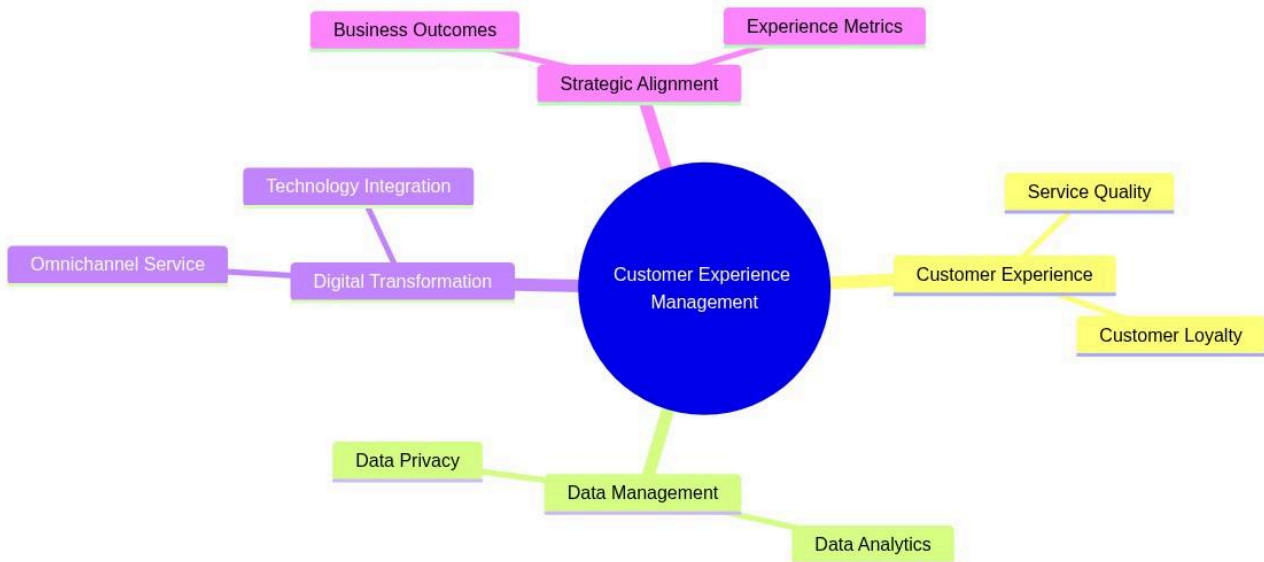 Business Outcomes
Experience Metrics
Strategic Alignment
Technology Integration
Service Quality
Omnichannel Service
Digital Transformation
Customer Experience
Management
Customer Experience
Customer Loyalty
Data Privacy
Data Management
Data Analytics